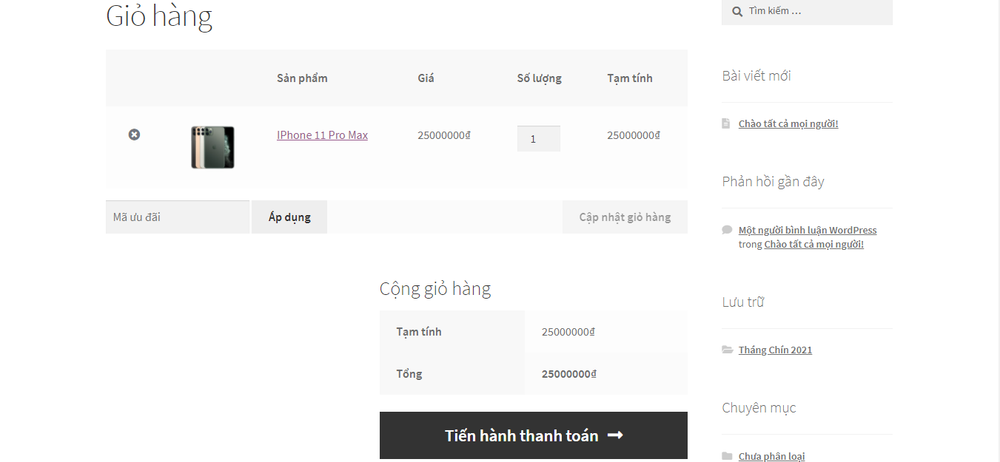 Giỏ hàng
Sản phẩm Giá Số lượng Tạm tính
IPhone 11 Pro Max 25000000₫ 1 25000000₫
Mã ưu đãi Áp dụng Cập nhật giỏ hàng
Cộng giỏ hàng
Tạm tính 25000000₫
Tổng 25000000₫
Tiến hành thanh toán
Tìm kiếm …
Bài viết mới
Chào tất cả mọi người!
Phản hồi gần đây
Một người bình luận WordPress
trong Chào tất cả mọi người!
Lưu trữ
Tháng Chín 2021
Chuyên mục
Chưa phân loại